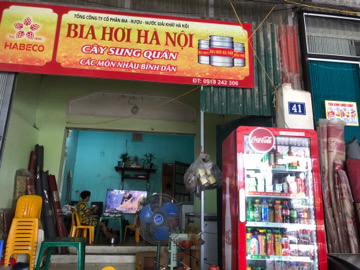 TỔNG CÔNG TY CỔ PHẦN BIA - RƯỢU - NƯỚC GIẢI KHÁT HÀ NỘI
HABECO
BIA HƠI HÀ NỘI
CÂY SUNG QUÁN
CÁC MÓN NHẬU BÌNH DÂN
ĐT: 0918 242 306
41
Coca-Cola